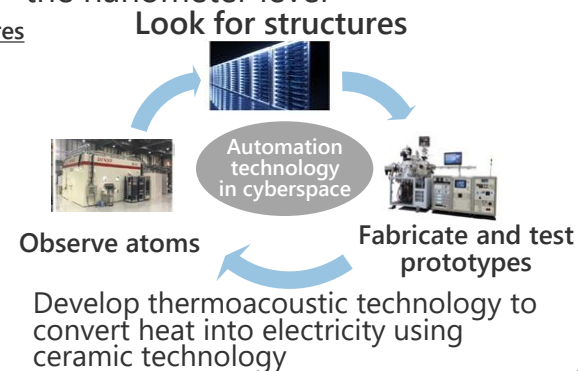 the nanometer level
res
Look for structures
Automation
technology
in cyberspace
Observe atoms
Fabricate and test
prototypes
Develop thermoacoustic technology to
convert heat into electricity using
ceramic technology